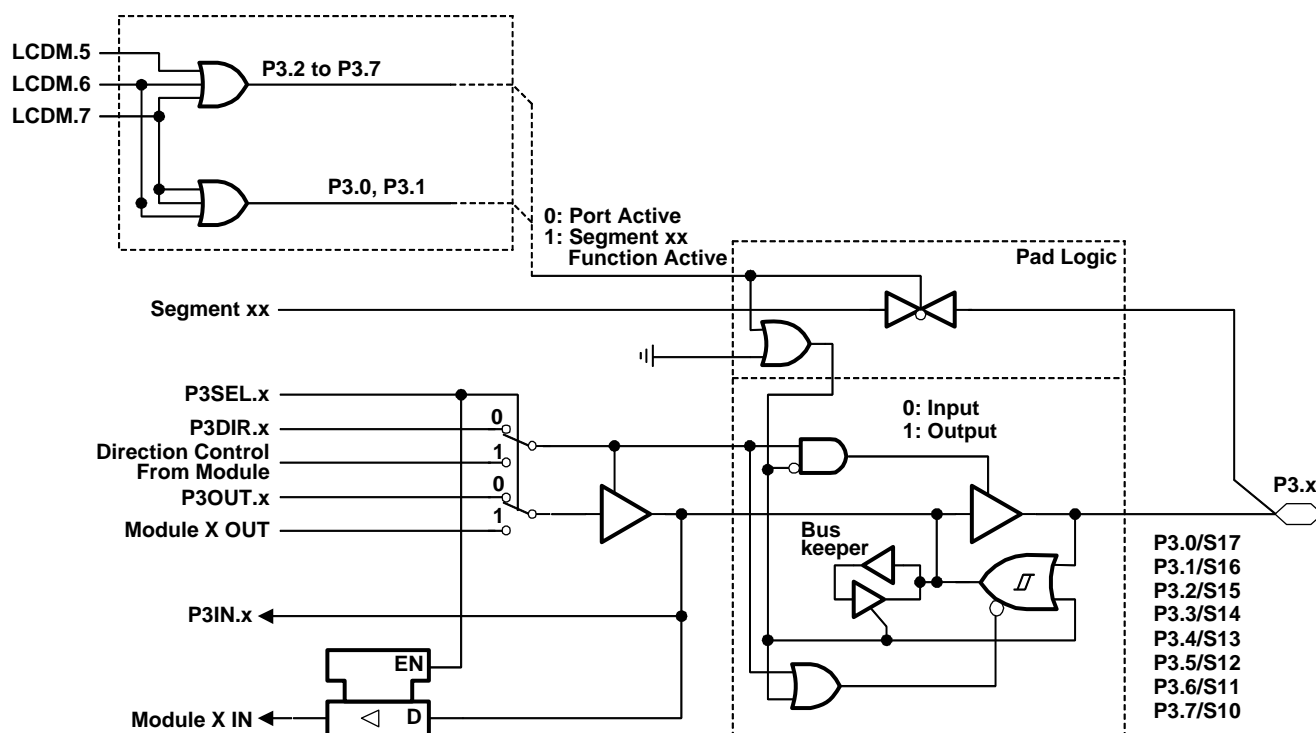 LCDM.5
LCDM.6
LCDM.7
P3.2 to P3.7
P3.0, P3.1
0: Port Active
1: Segment xx
Function Active
Pad Logic
Segment xx
P3SEL.x
P3DIR.x
Direction Control
From Module
P3OUT.x
Module X OUT
0
1
0
1
0: Input
1: Output
Bus
keeper
P3.x
P3.0/S17
P3.1/S16
P3.2/S15
P3.3/S14
P3.4/S13
P3.5/S12
P3.6/S11
P3.7/S10
P3IN.x
EN
D
Module X IN